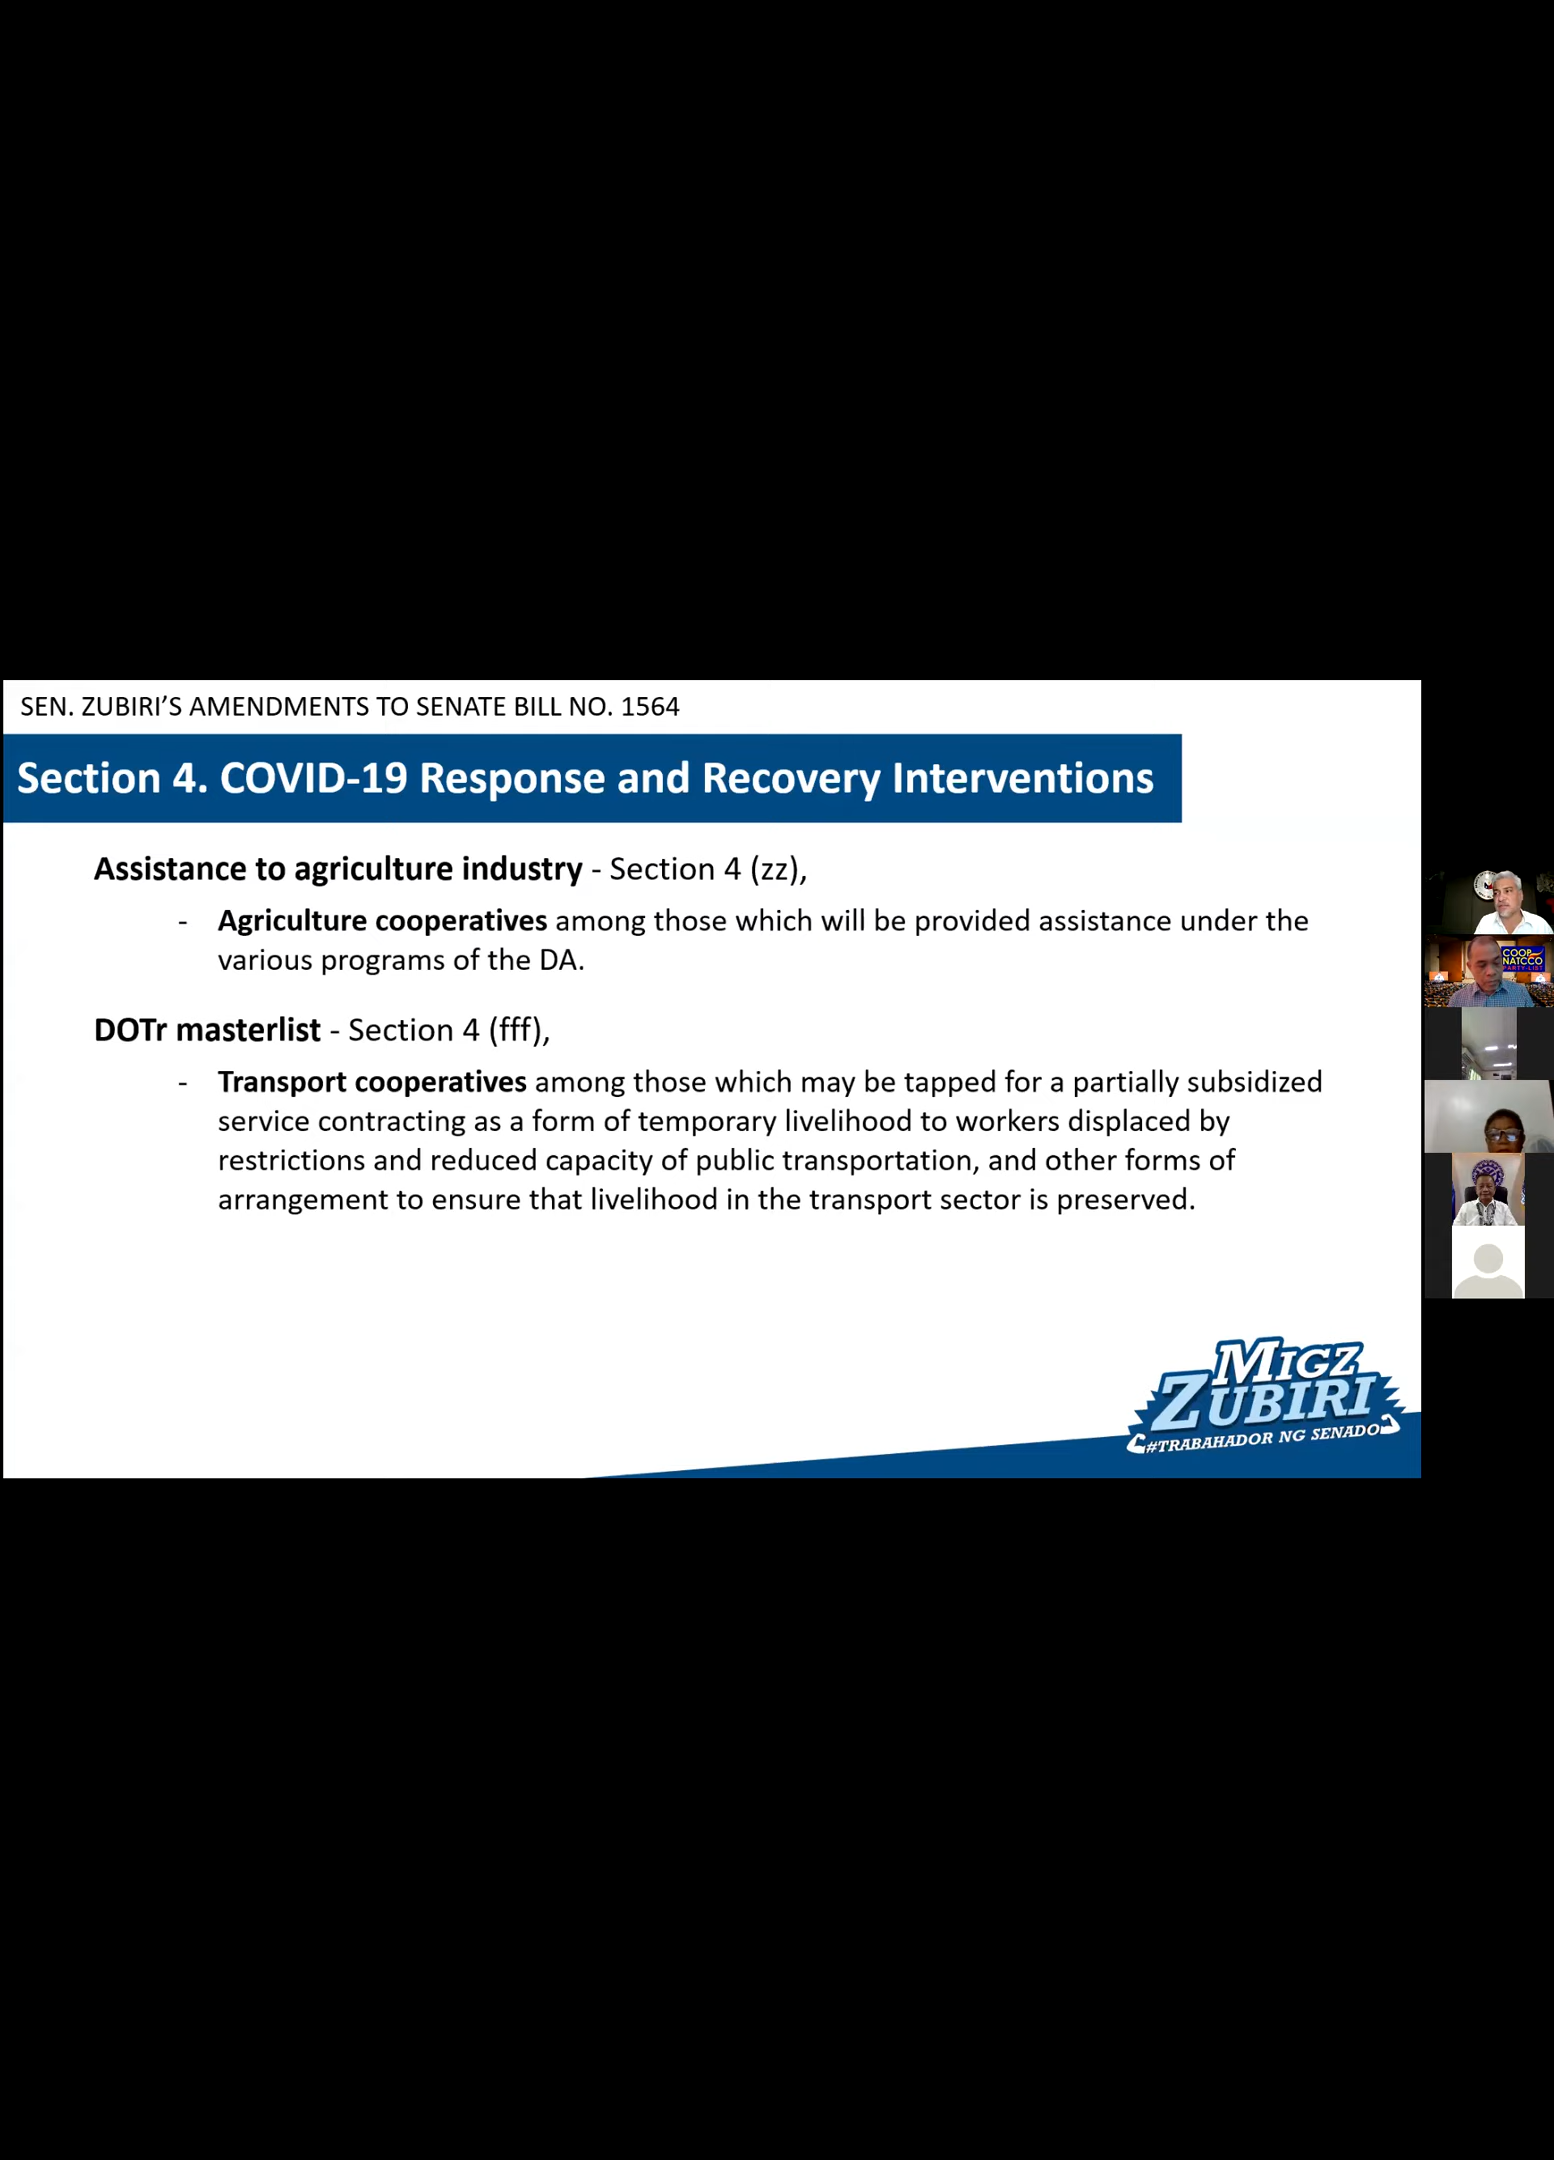 SEN. ZUBIRI'S AMENDMENTS TO SENATE BILL NO. 1564
Section 4. COVID-19 Response and Recovery Interventions
Assistance to agriculture industry - Section 4 (zz),
- Agriculture cooperatives among those which will be provided assistance under the
various programs of the DA.
DOTr masterlist - Section 4 (fff),
- Transport cooperatives among those which may be tapped for a partially subsidized
service contracting as a form of temporary livelihood to workers displaced by
restrictions and reduced capacity of public transportation, and other forms of
arrangement to ensure that livelihood in the transport sector is preserved.
COOP
NATCCO
PARTY-LIST
MIGZ
ZUBIRI
#TRABAHADOR NG SENADO